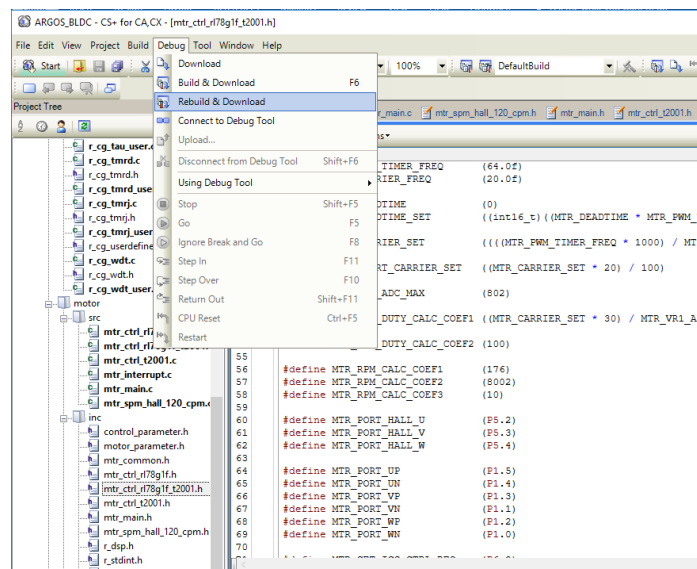 ARGOS_BLDC - CS+ for CA,CX - [mtr_ctrl_rl78g1f_t2001.h]
File Edit View Project Build Debug Tool Window Help
Start 100% DefaultBuild
Project Tree
r_main.c mtr_spm_hall_120_cpm.h mtr_main.h mtr_ctrl_t2001.h
Download
Build & Download F6
Rebuild & Download
Connect to Debug Tool
Upload...
Disconnect from Debug Tool Shift+F6
Using Debug Tool
Stop Shift+F5
Go F5
Ignore Break and Go F8
Step In F11
Step Over F10
Return Out Shift+F11
CPU Reset Ctrl+F5
Restart
r_cg_tau_user.
r_cg_tmrd.c
r_cg_tmrd.h
r_cg_tmrd_use
r_cg_tmrj.c
r_cg_tmrj.h
r_cg_tmrj_user
r_cg_userdefine
r_cg_wdt.c
r_cg_wdt.h
r_cg_wdt_user.
motor
src
mtr_ctrl_rl7
mtr_ctrl_t2001.c
mtr_interrupt.c
mtr_main.c
mtr_spm_hall_120_cpm.c
inc
control_parameter.h
motor_parameter.h
mtr_common.h
mtr_ctrl_rl78g1f.h
mtr_ctrl_rl78g1f_t2001.h
mtr_ctrl_t2001.h
mtr_main.h
mtr_spm_hall_120_cpm.h
r_dsp.h
r_stdint.h
_TIMER_FREQ (64.0f)
RIER_FREQ (20.0f)
DTIME (0)
DTIME_SET ((int16_t)((MTR_DEADTIME * MTR_PWM_
RIER_SET ((((MTR_PWM_TIMER_FREQ * 1000) / MT
RT_CARRIER_SET ((MTR_CARRIER_SET * 20) / 100)
_ADC_MAX (802)
_DUTY_CALC_COEF1 ((MTR_CARRIER_SET * 30) / MTR_VR1_A
_DUTY_CALC_COEF2 (100)
55
56 #define MTR_RPM_CALC_COEF1 (176)
57 #define MTR_RPM_CALC_COEF2 (8002)
58 #define MTR_RPM_CALC_COEF3 (10)
59
60 #define MTR_PORT_HALL_U (P5.2)
61 #define MTR_PORT_HALL_V (P5.3)
62 #define MTR_PORT_HALL_W (P5.4)
63
64 #define MTR_PORT_UP (P1.5)
65 #define MTR_PORT_UN (P1.4)
66 #define MTR_PORT_VP (P1.3)
67 #define MTR_PORT_VN (P1.1)
68 #define MTR_PORT_WP (P1.2)
69 #define MTR_PORT_WN (P1.0)
70